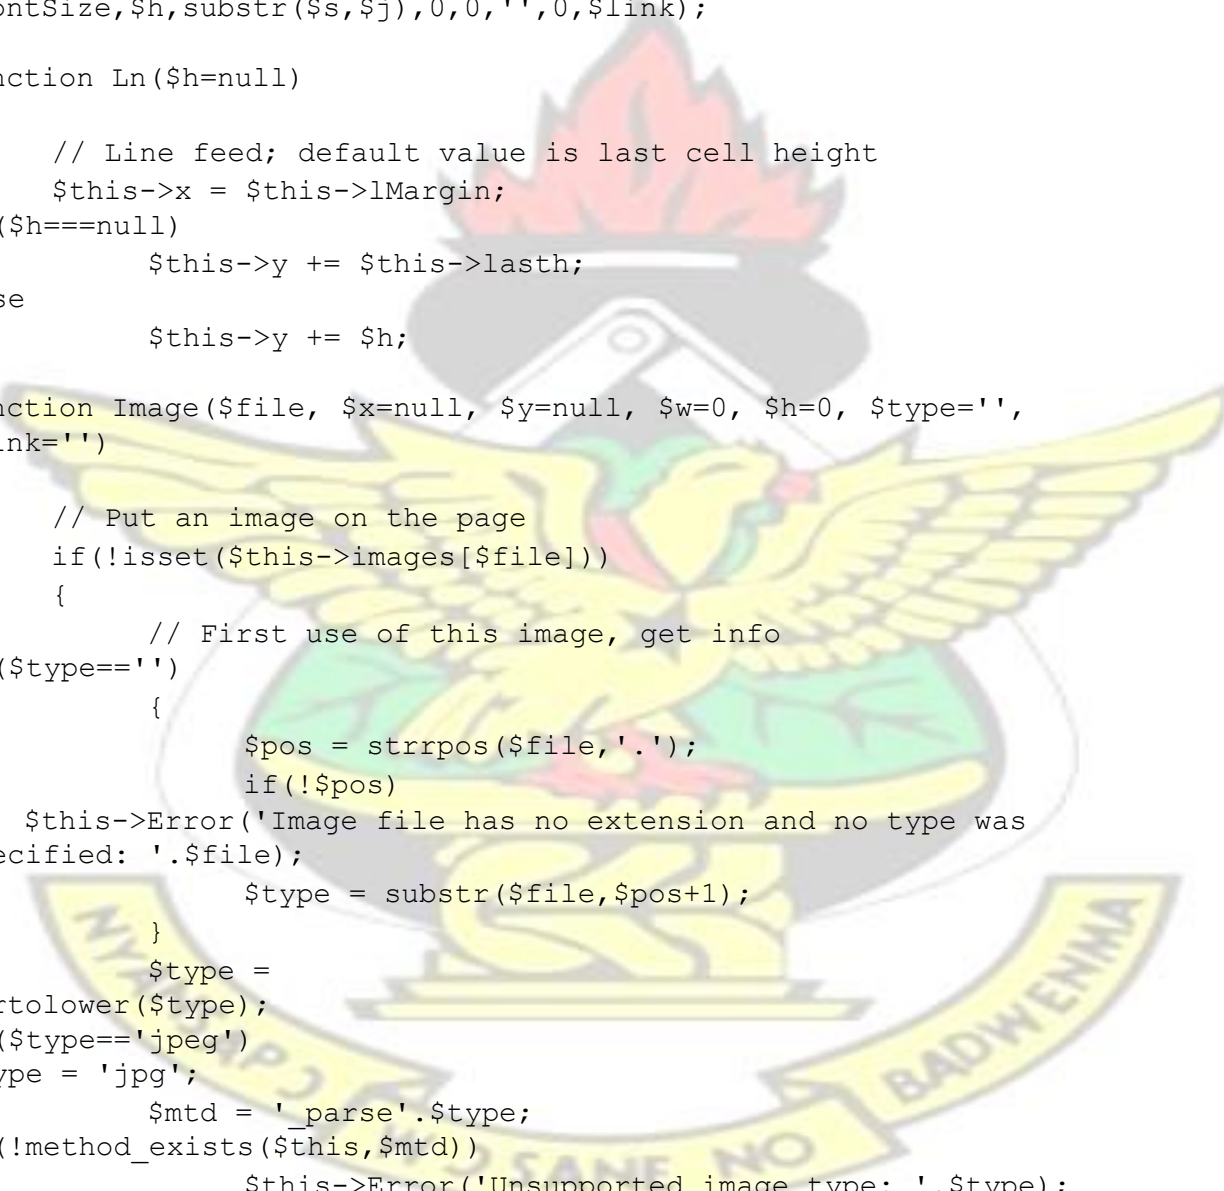 ontSize,$h,substr($s,$j),0,0,'',0,$link);
nction Ln($h=null)
// Line feed; default value is last cell height
$this->x = $this->lMargin;
($h===null)
$this->y += $this->lasth;
se
$this->y += $h;
nction Image($file, $x=null, $y=null, $w=0, $h=0, $type='',
ink='')
// Put an image on the page
if(!isset($this->images[$file]))
{
// First use of this image, get info
($type=='')
{
$pos = strrpos($file,'.');
if(!$pos)
$this->Error('Image file has no extension and no type was
ecified: '.$file);
$type = substr($file,$pos+1);
}
$type =
rtolower($type);
($type=='jpeg')
ype = 'jpg';
$mtd = '_parse'.$type;
(!method_exists($this,$mtd))
$this->Error('Unsupported image type: '.$type);
BADWENMA
W Ɔ SANE NO